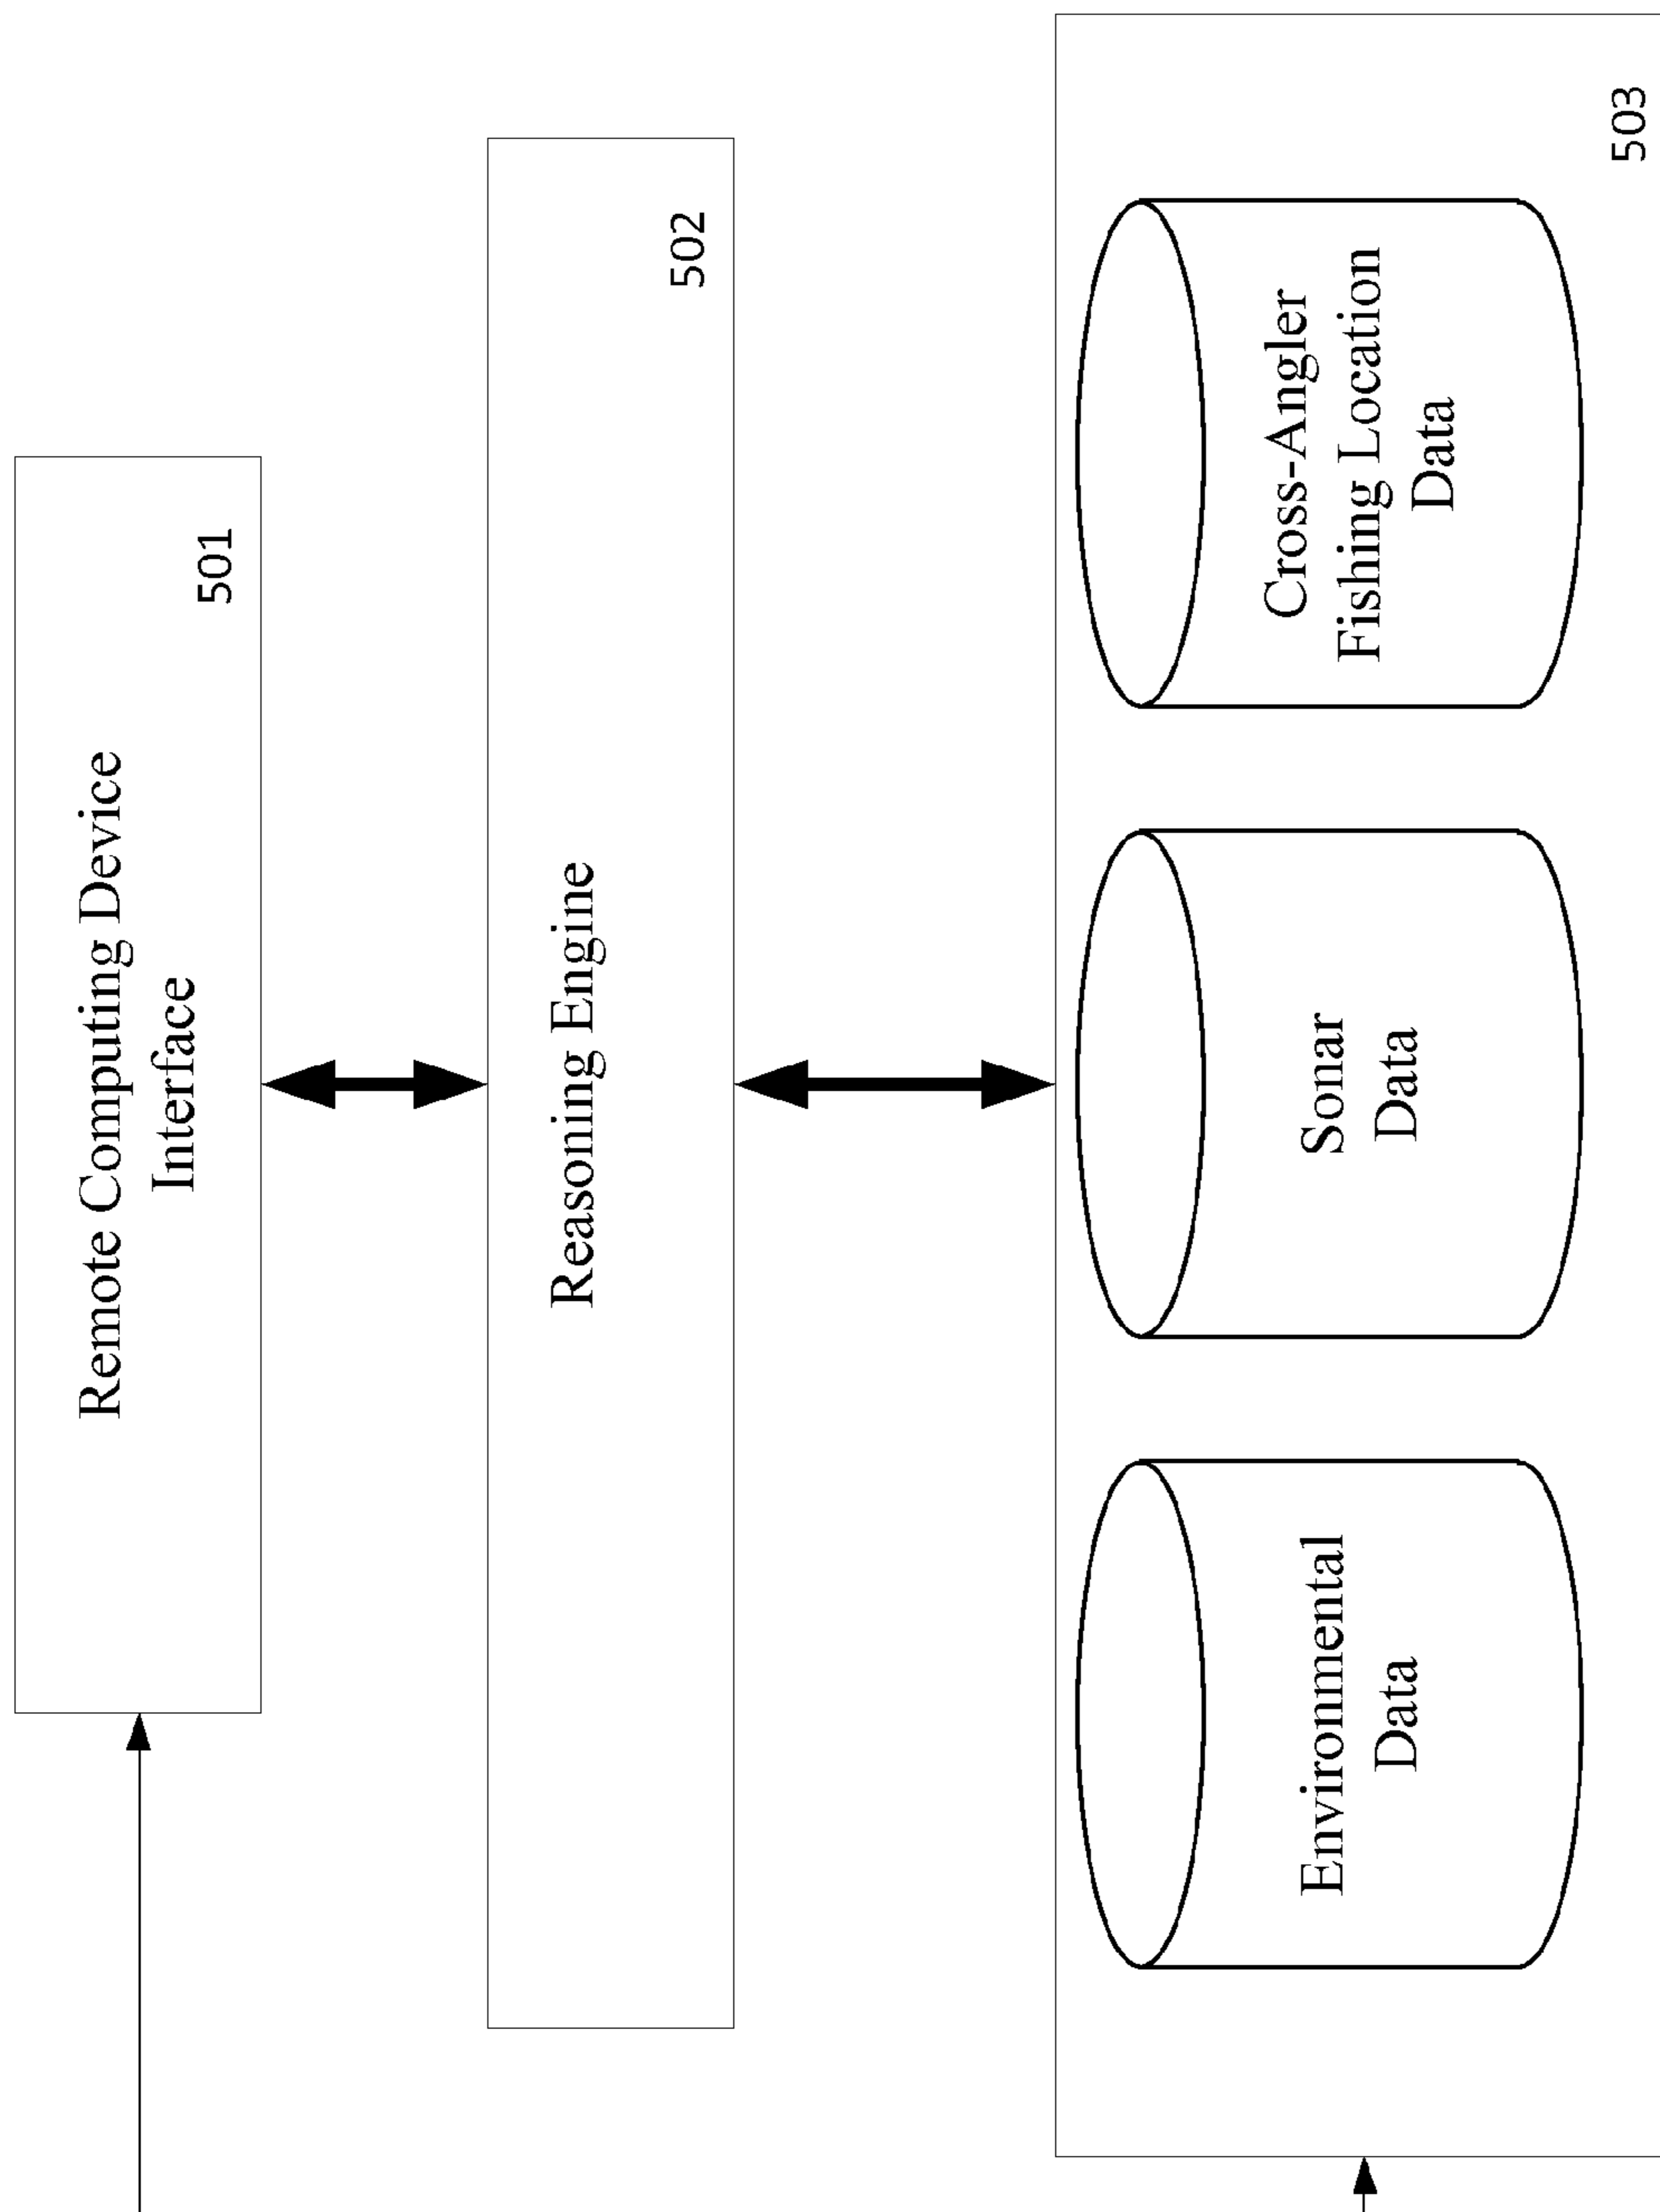 Remote Computing Device
Interface
501
Reasoning Engine
502
Environmental
Data
Sonar
Data
Cross-Angler
Fishing Location
Data
503